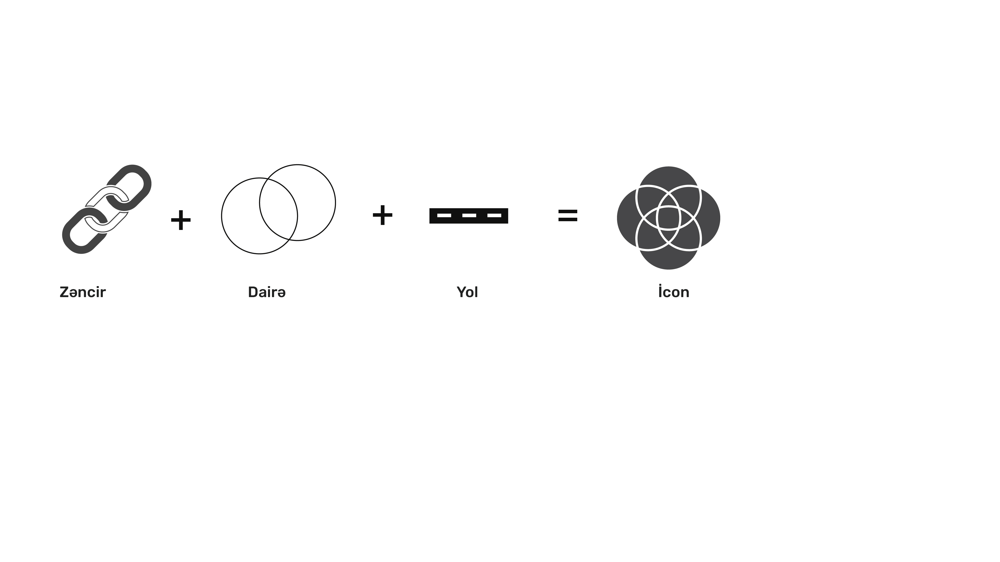 + + =
Zəncir Dairə Yol İcon